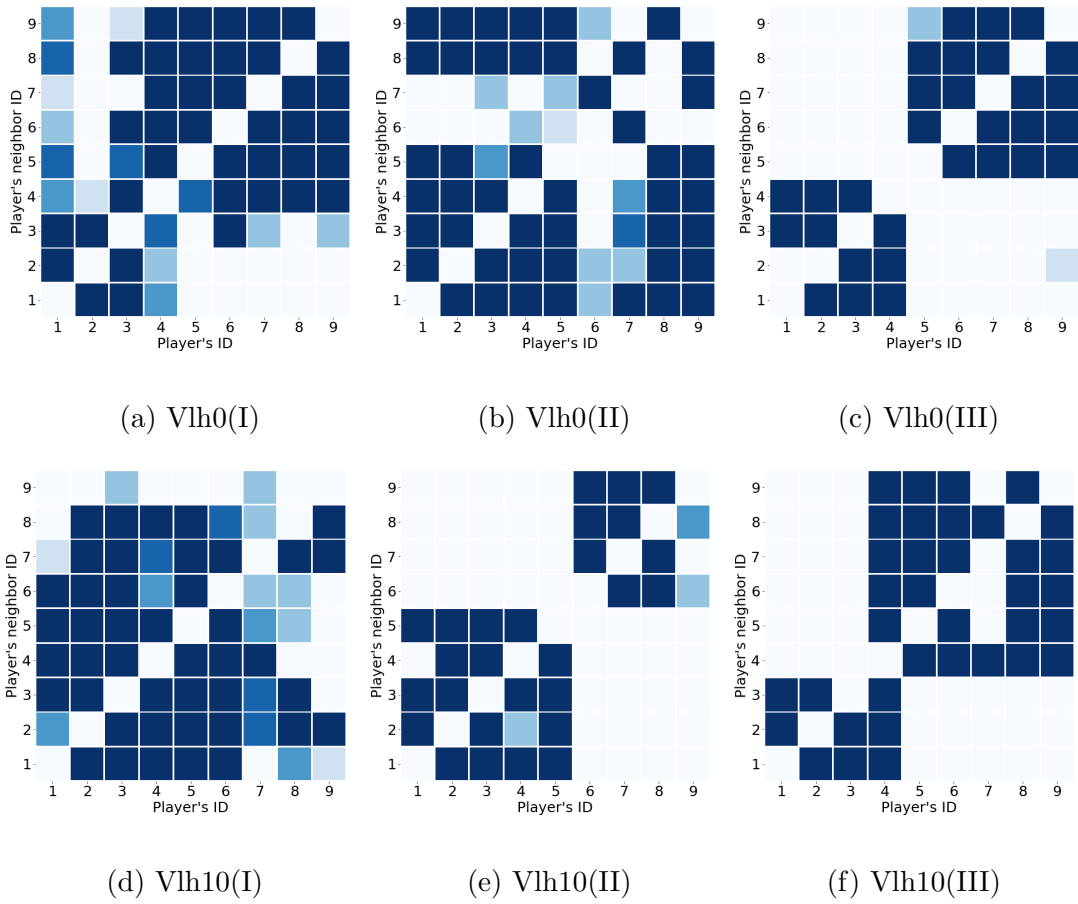 9
8
7
6
5
4
3
2
1
Player's neighbor ID
1 2 3 4 5 6 7 8 9
Player's ID
9
8
7
6
5
4
3
2
1
Player's neighbor ID
1 2 3 4 5 6 7 8 9
Player's ID
9
8
7
6
5
4
3
2
1
Player's neighbor ID
1 2 3 4 5 6 7 8 9
Player's ID
(a) Vlh0(I)
(b) Vlh0(II)
(c) Vlh0(III)
9
8
7
6
5
4
3
2
1
Player's neighbor ID
1 2 3 4 5 6 7 8 9
Player's ID
9
8
7
6
5
4
3
2
1
Player's neighbor ID
1 2 3 4 5 6 7 8 9
Player's ID
9
8
7
6
5
4
3
2
1
Player's neighbor ID
1 2 3 4 5 6 7 8 9
Player's ID
(d) Vlh10(I)
(e) Vlh10(II)
(f) Vlh10(III)